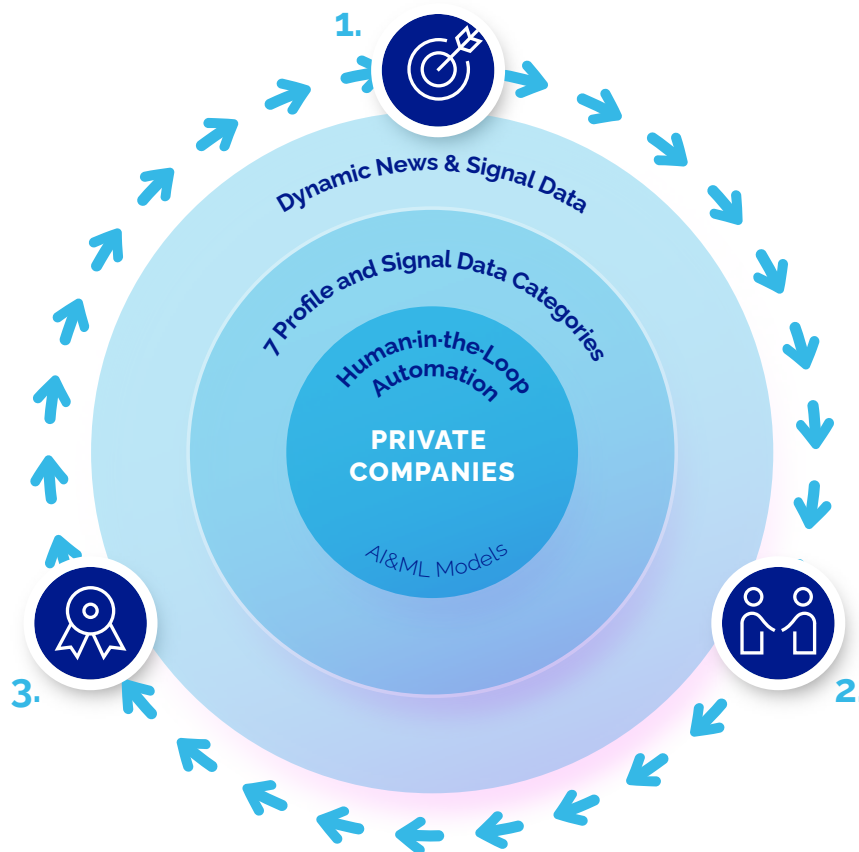 1.
Dynamic News & Signal Data
7 Profile and Signal Data Categories
Human-in-the-Loop
Automation
PRIVATE
COMPANIES
AI&ML Models
3.
2